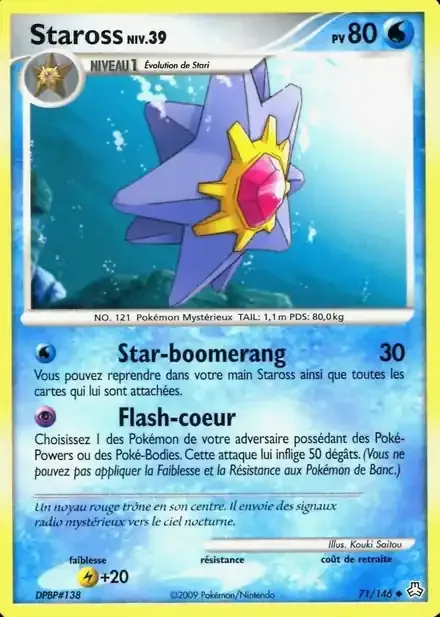 Staross NIV.39
PV 80
NIVEAU 1 Évolution de Stari
NO. 121 Pokémon Mystérieux TAIL: 1,1 m PDS: 80,0 kg
Star-boomerang 30
Vous pouvez reprendre dans votre main Staross ainsi que toutes les
cartes qui lui sont attachées.
Flash-coeur
Choisissez 1 des Pokémon de votre adversaire possédant des Poké-
Powers ou des Poké-Bodies. Cette attaque lui inflige 50 dégâts. (Vous ne
pouvez pas appliquer la Faiblesse et la Résistance aux Pokémon de Banc.)
Un noyau rouge trône en son centre. Il envoie des signaux
radio mystérieux vers le ciel nocturne.
Illus. Kouki Saitou
faiblesse résistance coût de retraite
+20
DPBP#138 ©2009 Pokémon/Nintendo 71/146